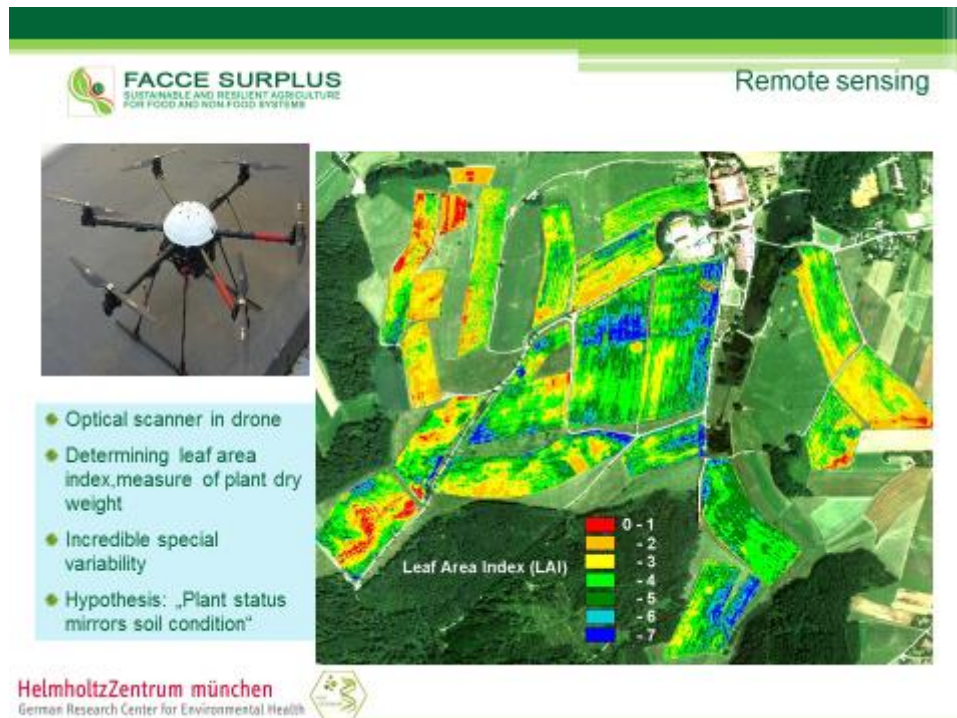 FACCE SURPLUS
SUSTAINABLE AND RESILIENT AGRICULTURE
FOR FOOD AND NON-FOOD SYSTEMS
Remote sensing
Optical scanner in drone
Determining leaf area
index,measure of plant dry
weight
Incredible special
variability
Hypothesis: „Plant status
mirrors soil condition“
Leaf Area Index (LAI)
0 - 1
- 2
- 3
- 4
- 5
- 6
- 7
HelmholtzZentrum münchen
German Research Center for Environmental Health